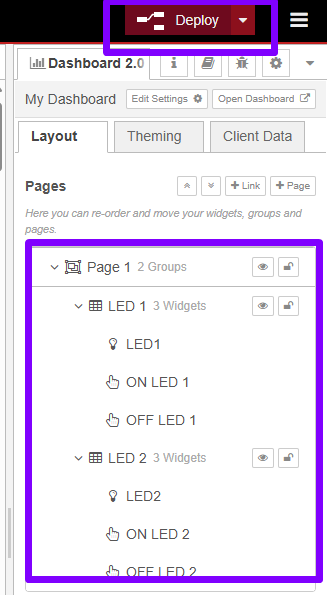 Deploy
Dashboard 2.0
My Dashboard Edit Settings Open Dashboard
Layout Theming Client Data
Pages + Link + Page
Here you can re-order and move your widgets, groups and
pages.
Page 1 2 Groups
LED 1 3 Widgets
LED1
ON LED 1
OFF LED 1
LED 2 3 Widgets
LED2
ON LED 2
OFF LED 2